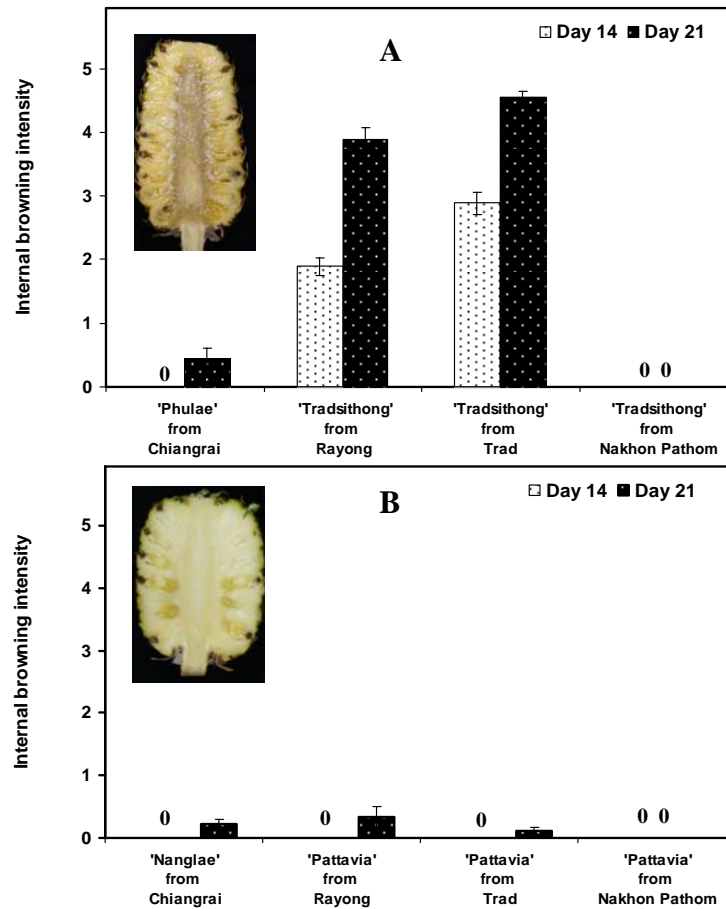 A
Day 14 Day 21
Internal browning intensity
5
4
3
2
1
0
0
0 0
'Phulae' from Chiangrai
'Tradsithong' from Rayong
'Tradsithong' from Trad
'Tradsithong' from Nakhon Pathom
B
Day 14 Day 21
Internal browning intensity
5
4
3
2
1
0
0
0
0
0 0
'Nanglae' from Chiangrai
'Pattavia' from Rayong
'Pattavia' from Trad
'Pattavia' from Nakhon Pathom